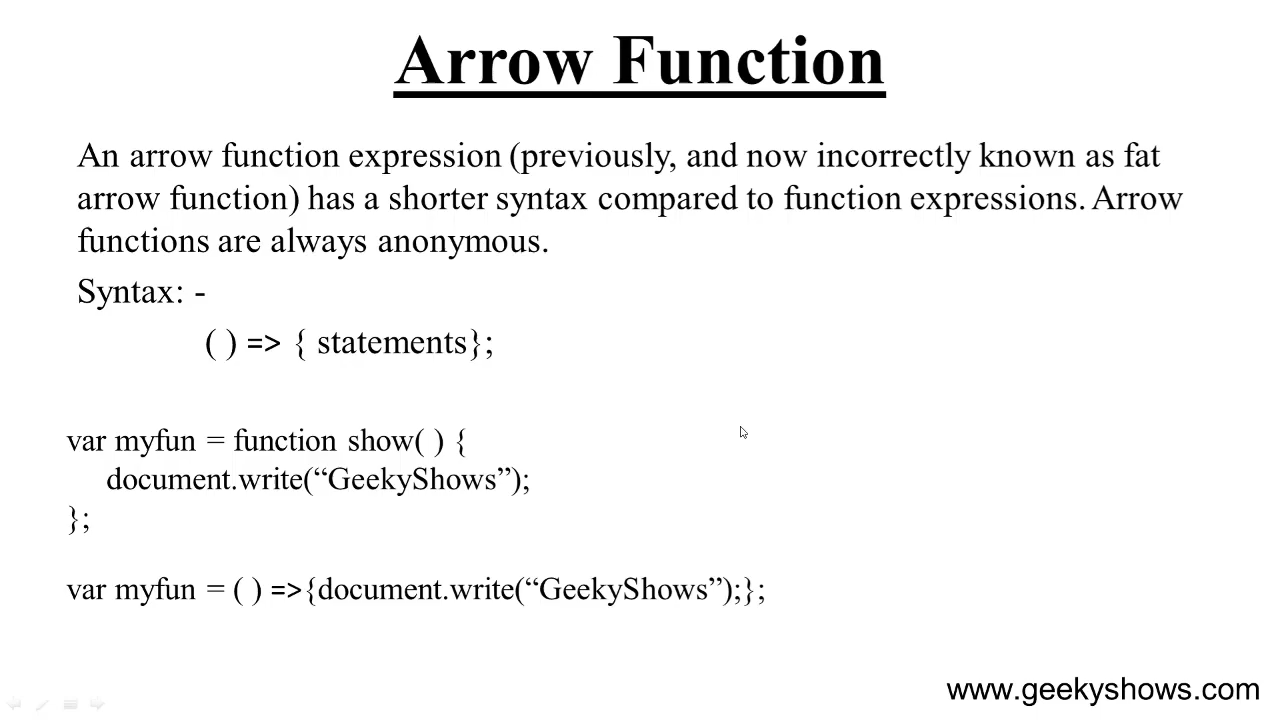 Arrow Function
An arrow function expression (previously, and now incorrectly known as fat
arrow function) has a shorter syntax compared to function expressions. Arrow
functions are always anonymous.
Syntax: -
( ) => { statements};
var myfun = function show( ) {
document.write(“GeekyShows”);
};
var myfun = ( ) =>{document.write(“GeekyShows”);};
www.geekyshows.com